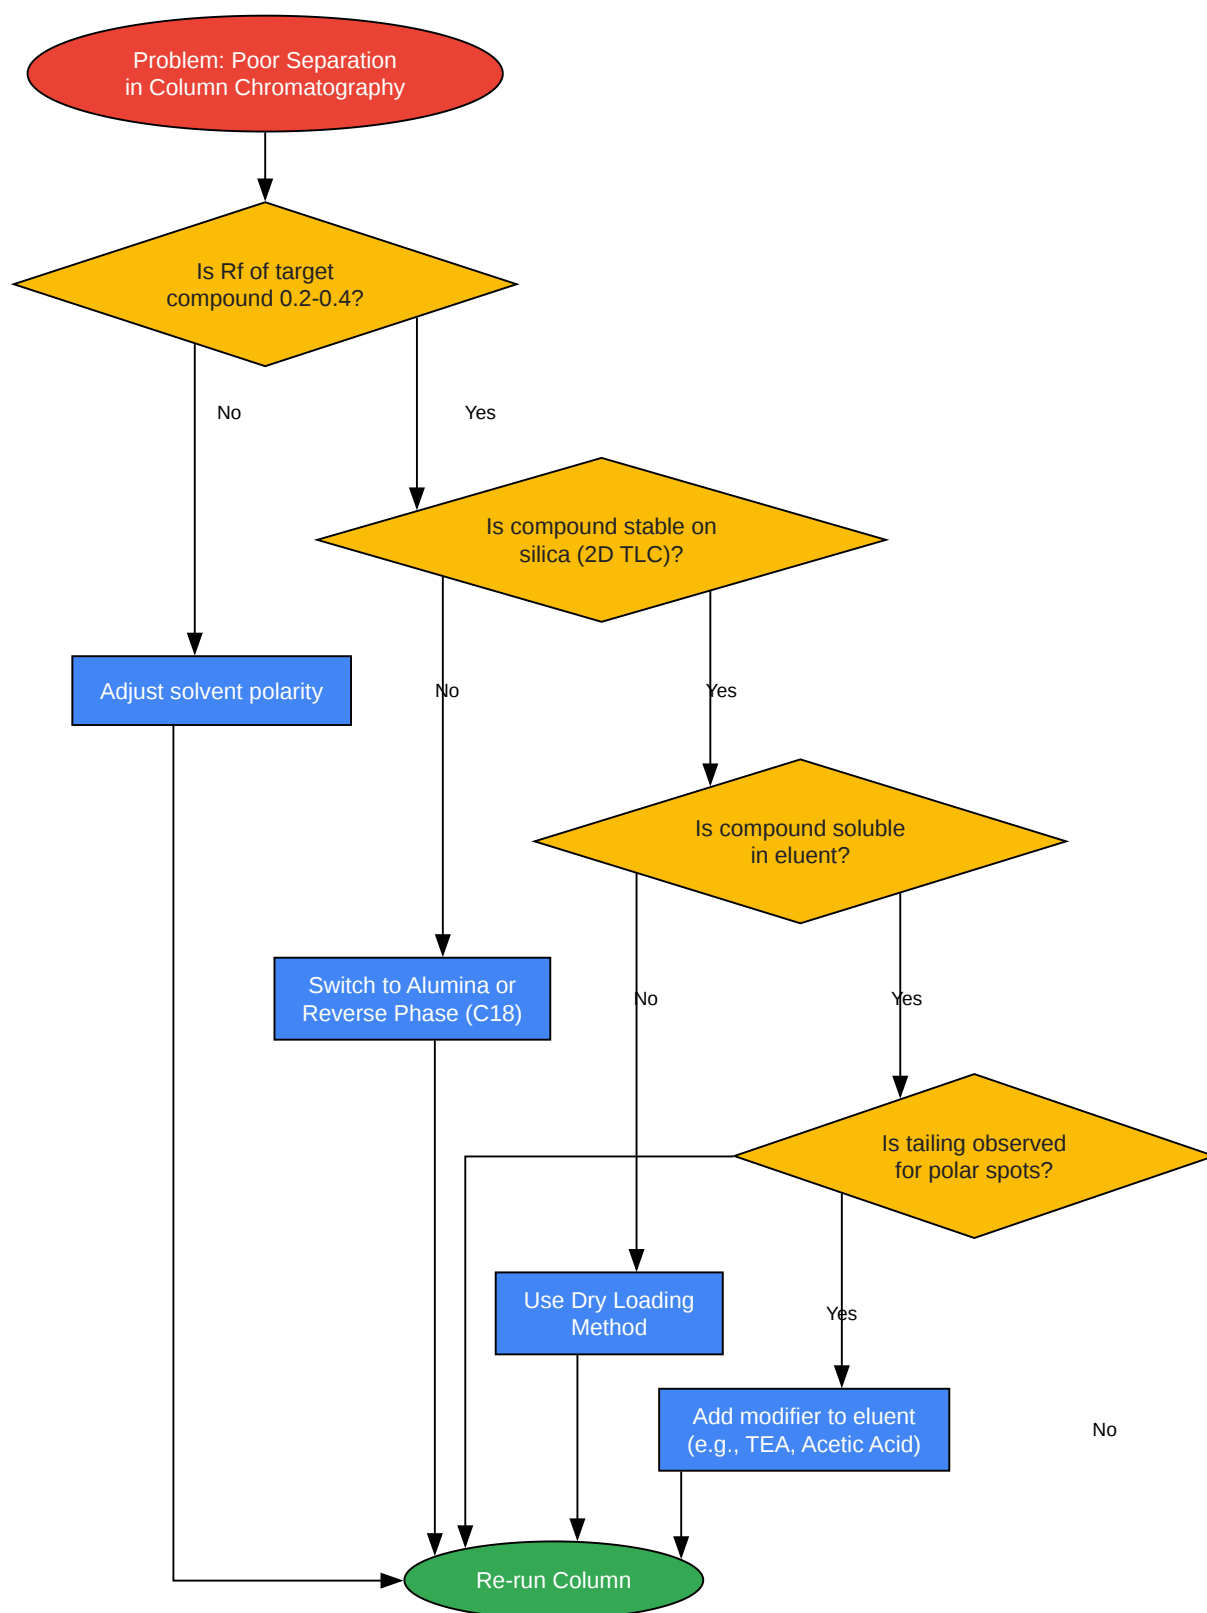 Problem: Poor Separation
in Column Chromatography
Is Rf of target
compound 0.2-0.4?
No
Yes
Is compound stable on
silica (2D TLC)?
Adjust solvent polarity
No
Yes
Is compound soluble
in eluent?
Switch to Alumina or
Reverse Phase (C18)
No
Yes
Is tailing observed
for polar spots?
Use Dry Loading
Method
Yes
Add modifier to eluent
(e.g., TEA, Acetic Acid)
No
Re-run Column